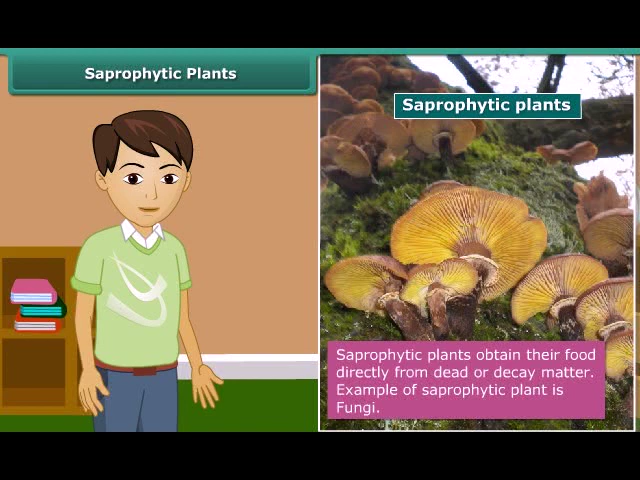 Saprophytic Plants
Saprophytic plants
Saprophytic plants obtain their food
directly from dead or decay matter.
Example of saprophytic plant is
Fungi.